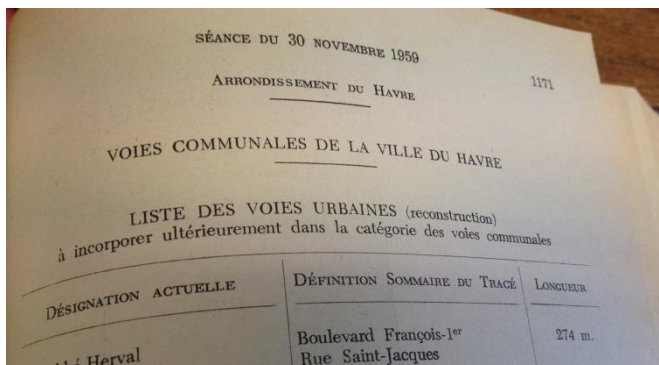 SÉANCE DU 30 NOVEMBRE 1959
1171
ARRONDISSEMENT DU HAVRE
VOIES COMMUNALES DE LA VILLE DU HAVRE
LISTE DES VOIES URBAINES (reconstruction)
à incorporer ultérieurement dans la catégorie des voies communales
DÉSIGNATION ACTUELLE
DÉFINITION SOMMAIRE DU TRACÉ
LONGUEUR
Herval
Boulevard François-1er
274 m.
Rue Saint-Jacques